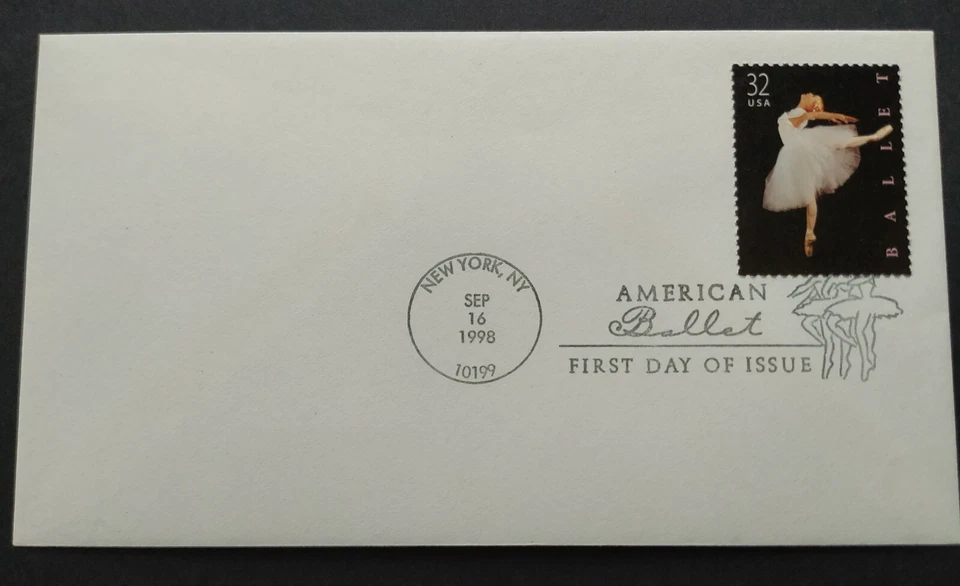 32
USA
BALLET
NEW YORK, NY
SEP
16
1998
10199
AMERICAN
Ballet
FIRST DAY OF ISSUE